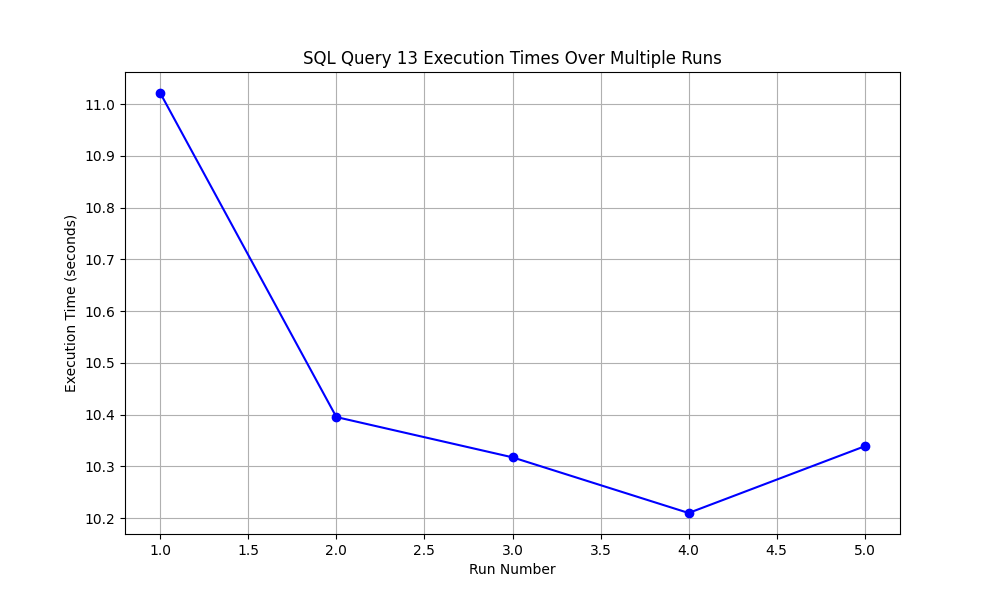 SQL Query 13 Execution Times Over Multiple Runs
11.0
10.9
10.8
10.7
10.6
10.5
10.4
10.3
10.2
Execution Time (seconds)
1.0 1.5 2.0 2.5 3.0 3.5 4.0 4.5 5.0
Run Number